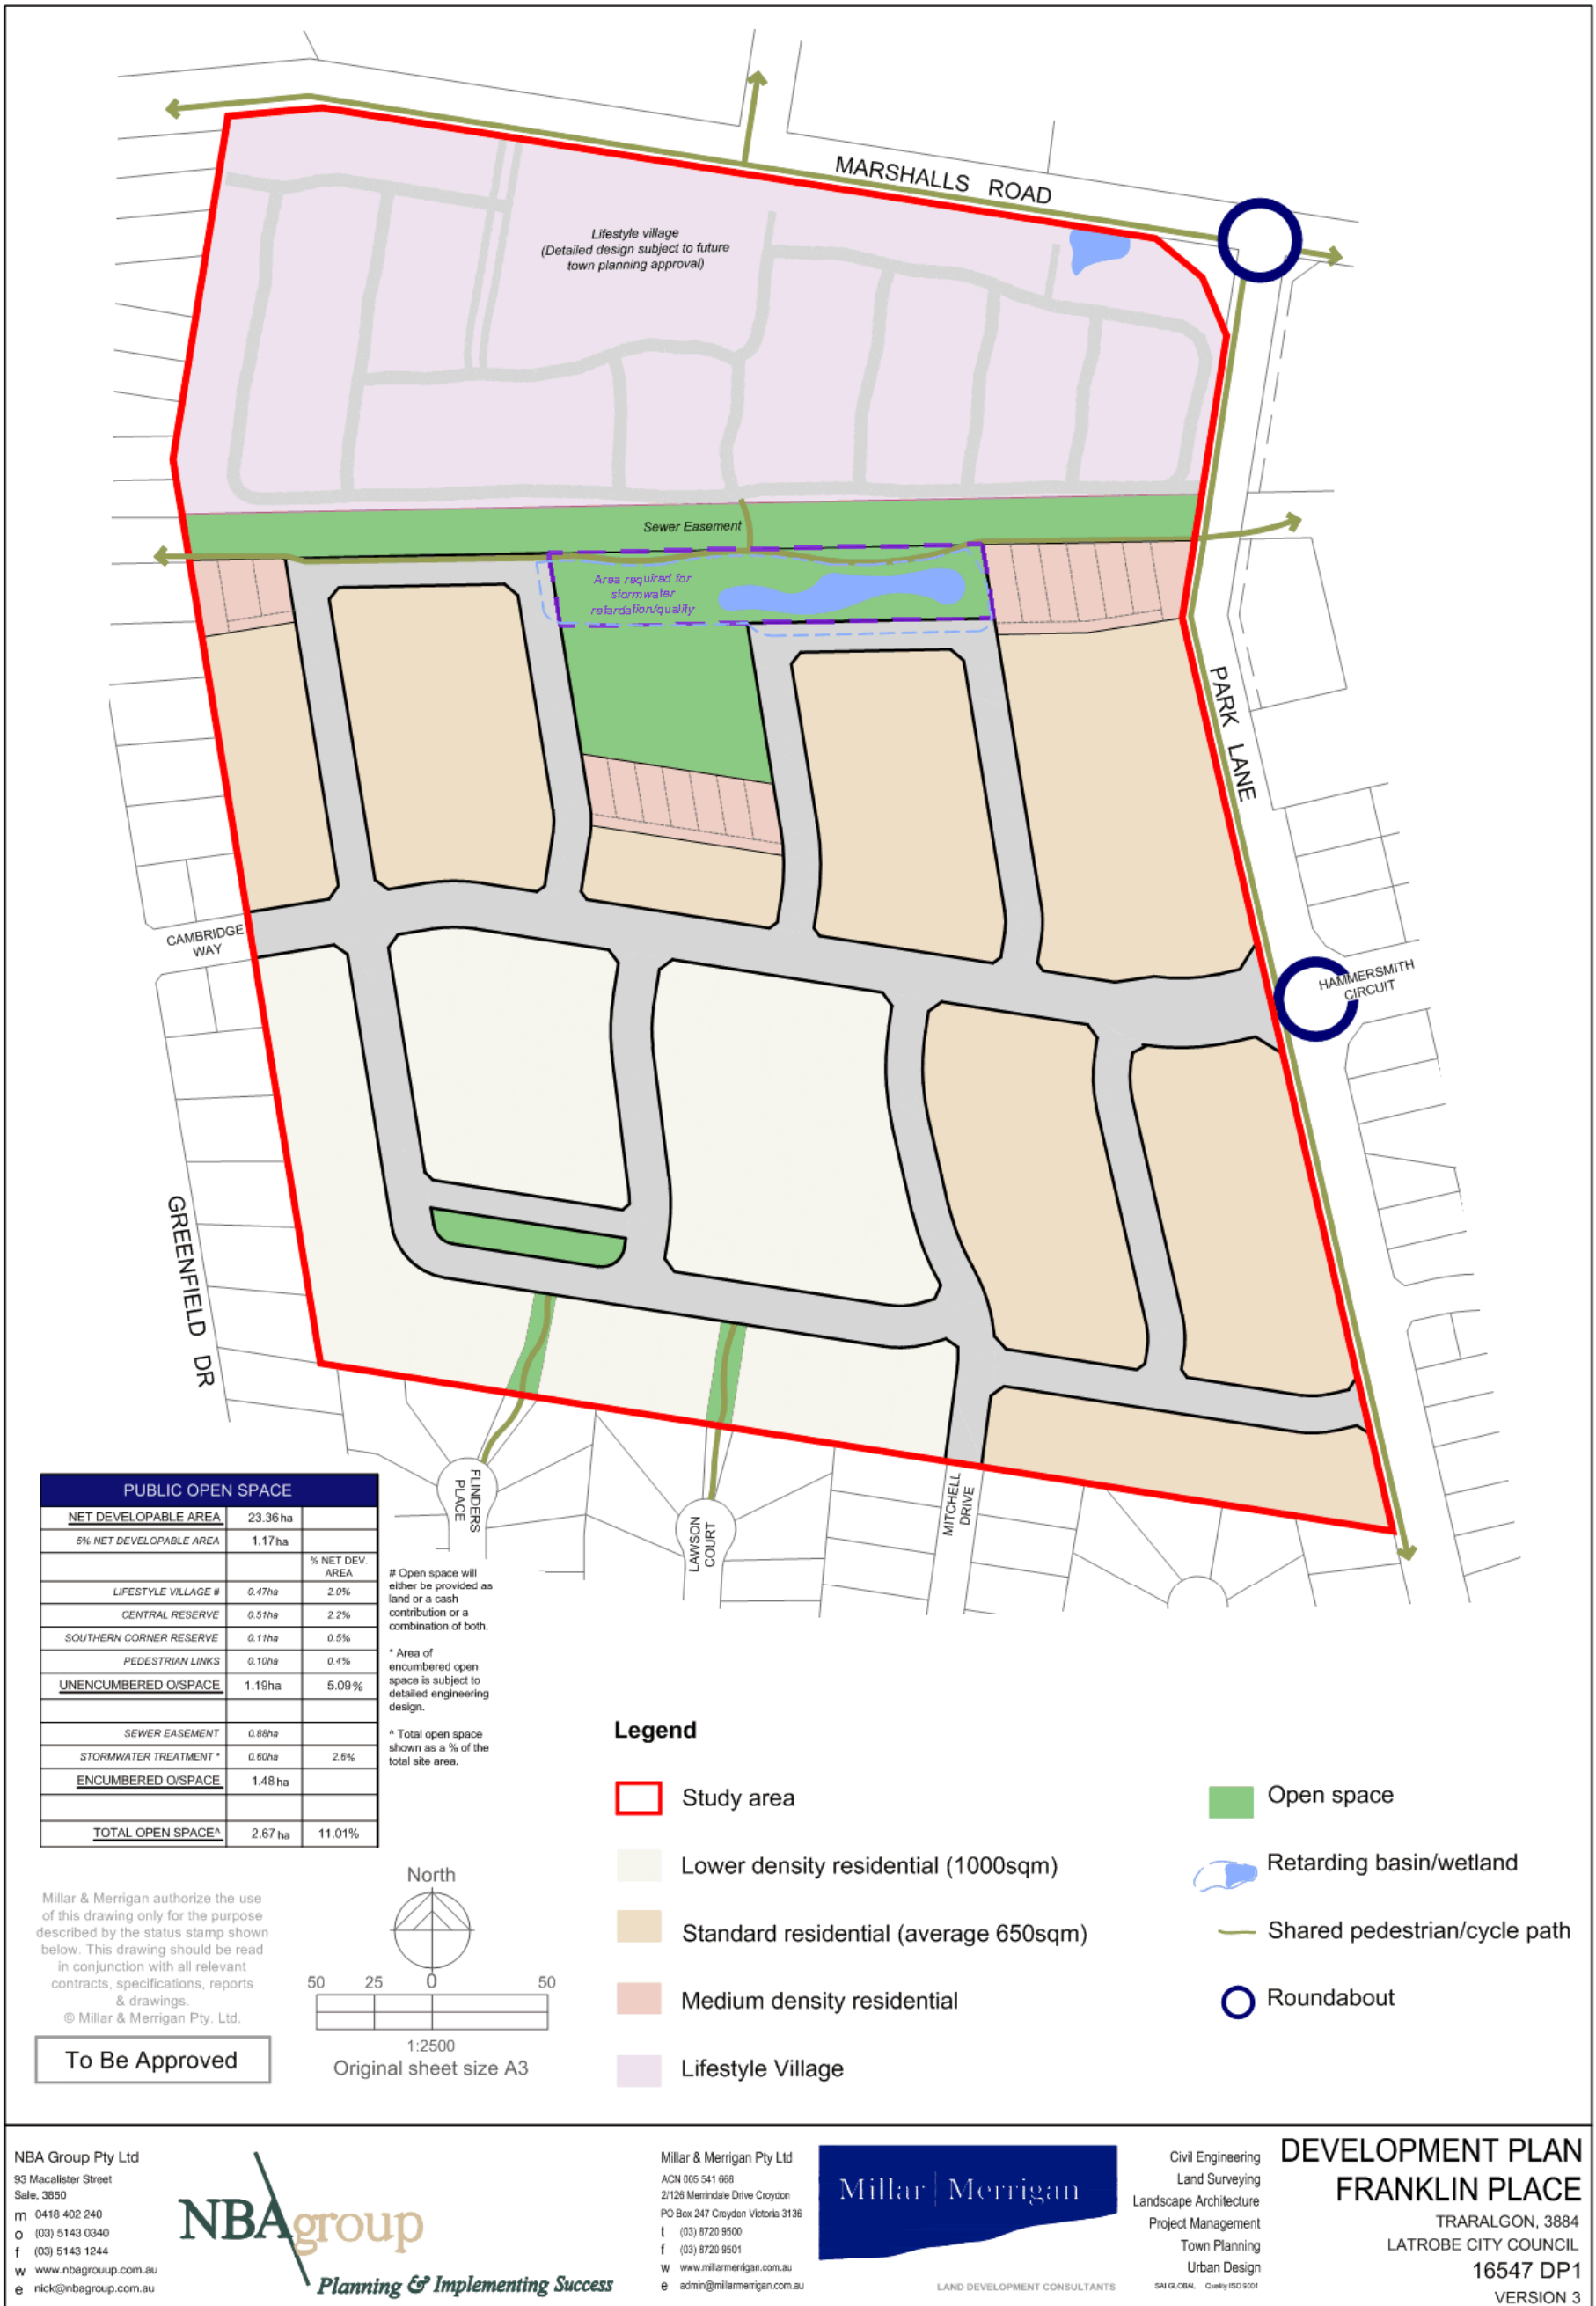 MARSHALLS ROAD
Lifestyle village
(Detailed design subject to future
town planning approval)
Sewer Easement
Area required for
stormwater
retardation/quality
PARK LANE
CAMBRIDGE
WAY
HAMMERSMITH
CIRCUIT
GREENFIELD DR
FLINDERS
PLACE
LAWSON
COURT
MITCHELL
DRIVE
PUBLIC OPEN SPACE
NET DEVELOPABLE AREA 23.36 ha
5% NET DEVELOPABLE AREA 1.17ha
% NET DEV.
AREA
LIFESTYLE VILLAGE # 0.47ha 2.0%
CENTRAL RESERVE 0.51ha 2.2%
SOUTHERN CORNER RESERVE 0.11ha 0.5%
PEDESTRIAN LINKS 0.10ha 0.4%
UNENCUMBERED O/SPACE 1.19ha 5.09%
SEWER EASEMENT 0.88ha
STORMWATER TREATMENT * 0.60ha 2.6%
ENCUMBERED O/SPACE 1.48 ha
TOTAL OPEN SPACE^ 2.67 ha 11.01%
# Open space will
either be provided as
land or a cash
contribution or a
combination of both.
* Area of
encumbered open
space is subject to
detailed engineering
design.
^ Total open space
shown as a % of the
total site area.
Legend
Study area
Lower density residential (1000sqm)
Standard residential (average 650sqm)
Medium density residential
Lifestyle Village
Open space
Retarding basin/wetland
Shared pedestrian/cycle path
Roundabout
Millar & Merrigan authorize the use
of this drawing only for the purpose
described by the status stamp shown
below. This drawing should be read
in conjunction with all relevant
contracts, specifications, reports
& drawings.
© Millar & Merrigan Pty. Ltd.
To Be Approved
North
50 25 0 50
1:2500
Original sheet size A3
NBA Group Pty Ltd
93 Macalister Street
Sale, 3850
m 0418 402 240
o (03) 5143 0340
f (03) 5143 1244
w www.nbagrouup.com.au
e nick@nbagroup.com.au
NBAgroup
Planning & Implementing Success
Millar & Merrigan Pty Ltd
ACN 005 541 668
2/126 Merrindale Drive Croydon
PO Box 247 Croydon Victoria 3136
t (03) 8720 9500
f (03) 8720 9501
w www.millarmerrigan.com.au
e admin@millarmerrigan.com.au
Millar | Merrigan
LAND DEVELOPMENT CONSULTANTS
Civil Engineering
Land Surveying
Landscape Architecture
Project Management
Town Planning
Urban Design
SAI GLOBAL Quality ISO 9001
DEVELOPMENT PLAN
FRANKLIN PLACE
TRARALGON, 3884
LATROBE CITY COUNCIL
16547 DP1
VERSION 3